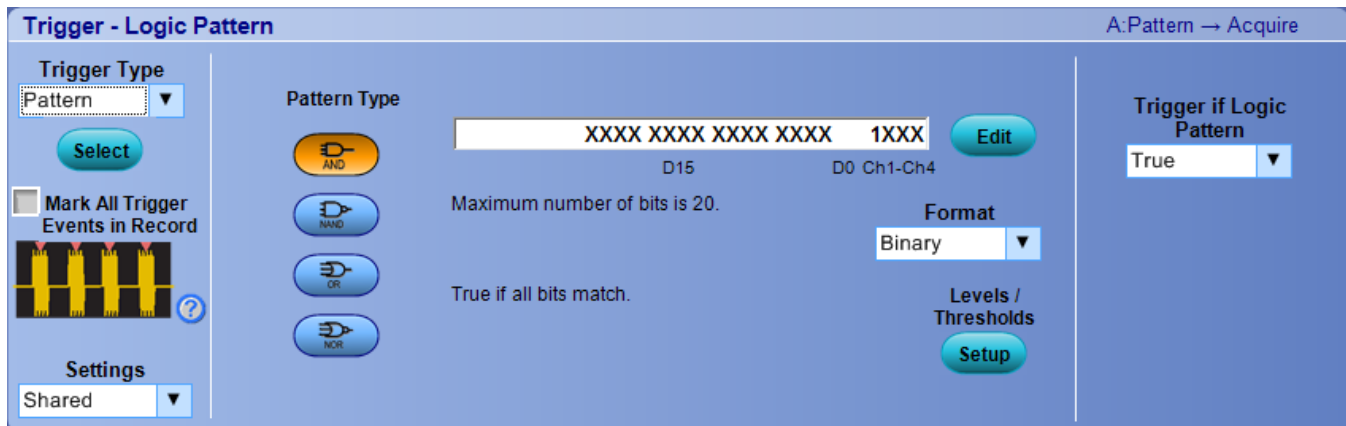 Trigger - Logic Pattern
A:Pattern → Acquire
Trigger Type
Pattern
Select
Mark All Trigger
Events in Record
Settings
Shared
Pattern Type
AND
NAND
OR
NOR
XXXX XXXX XXXX XXXX 1XXX
Edit
D15 D0 Ch1-Ch4
Maximum number of bits is 20.
Format
Binary
True if all bits match.
Levels /
Thresholds
Setup
Trigger if Logic
Pattern
True